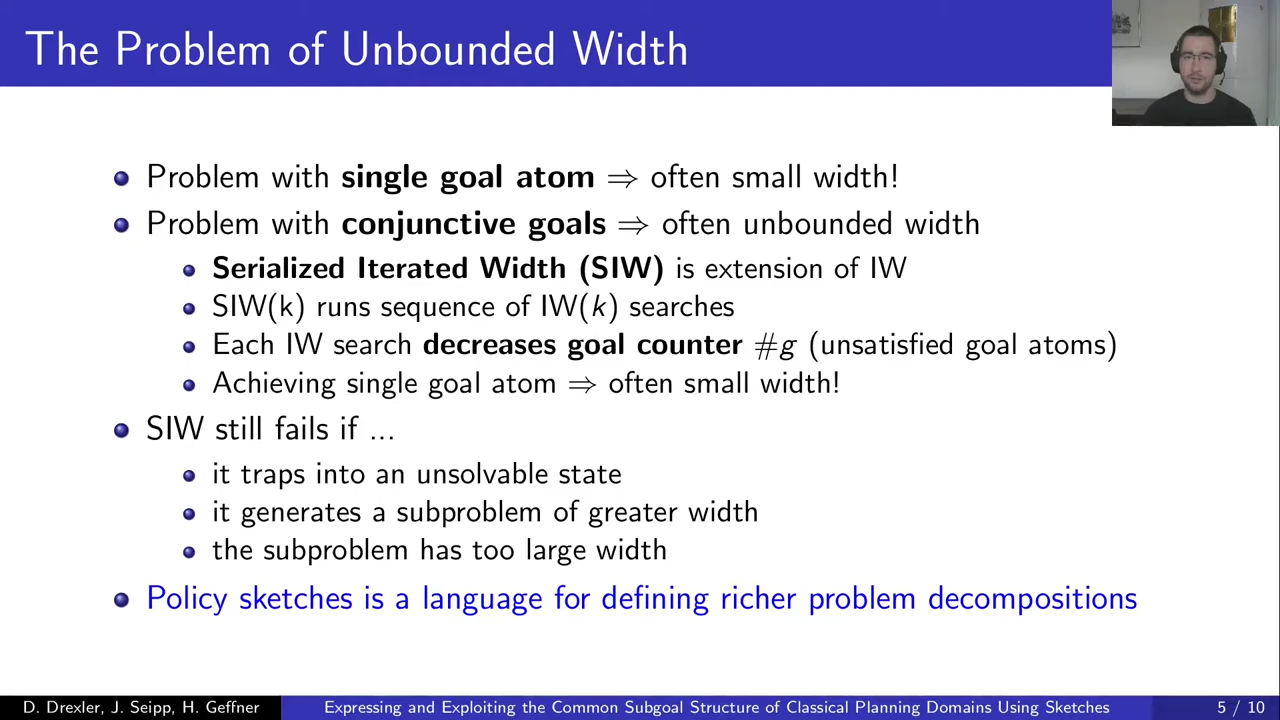 The Problem of Unbounded Width
Problem with single goal atom ⇒ often small width!
Problem with conjunctive goals ⇒ often unbounded width
Serialized Iterated Width (SIW) is extension of IW
SIW(k) runs sequence of IW(k) searches
Each IW search decreases goal counter #g (unsatisfied goal atoms)
Achieving single goal atom ⇒ often small width!
SIW still fails if ...
it traps into an unsolvable state
it generates a subproblem of greater width
the subproblem has too large width
Policy sketches is a language for defining richer problem decompositions
D. Drexler, J. Seipp, H. Geffner
Expressing and Exploiting the Common Subgoal Structure of Classical Planning Domains Using Sketches
5 / 10